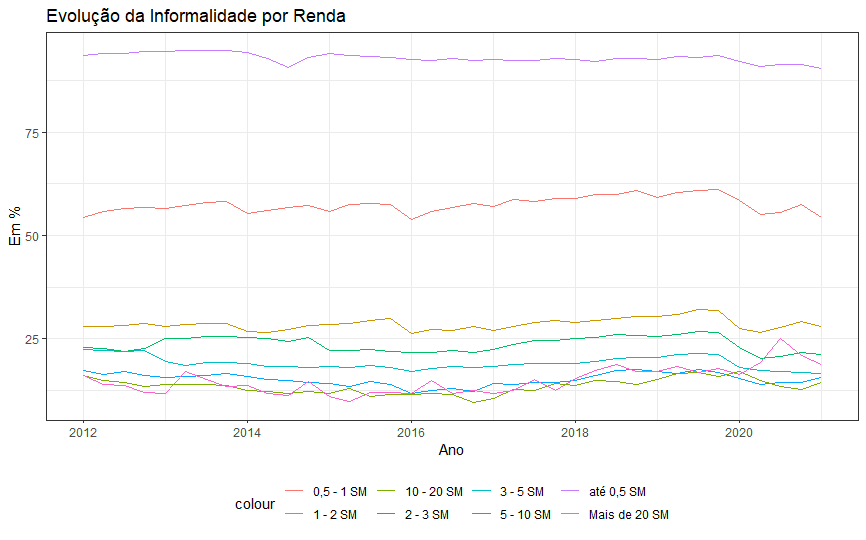 Evolução da Informalidade por Renda
Em %
75
50
25
2012 2014 2016 2018 2020
Ano
colour
0,5 - 1 SM 10 - 20 SM 3 - 5 SM até 0,5 SM
1 - 2 SM 2 - 3 SM 5 - 10 SM Mais de 20 SM